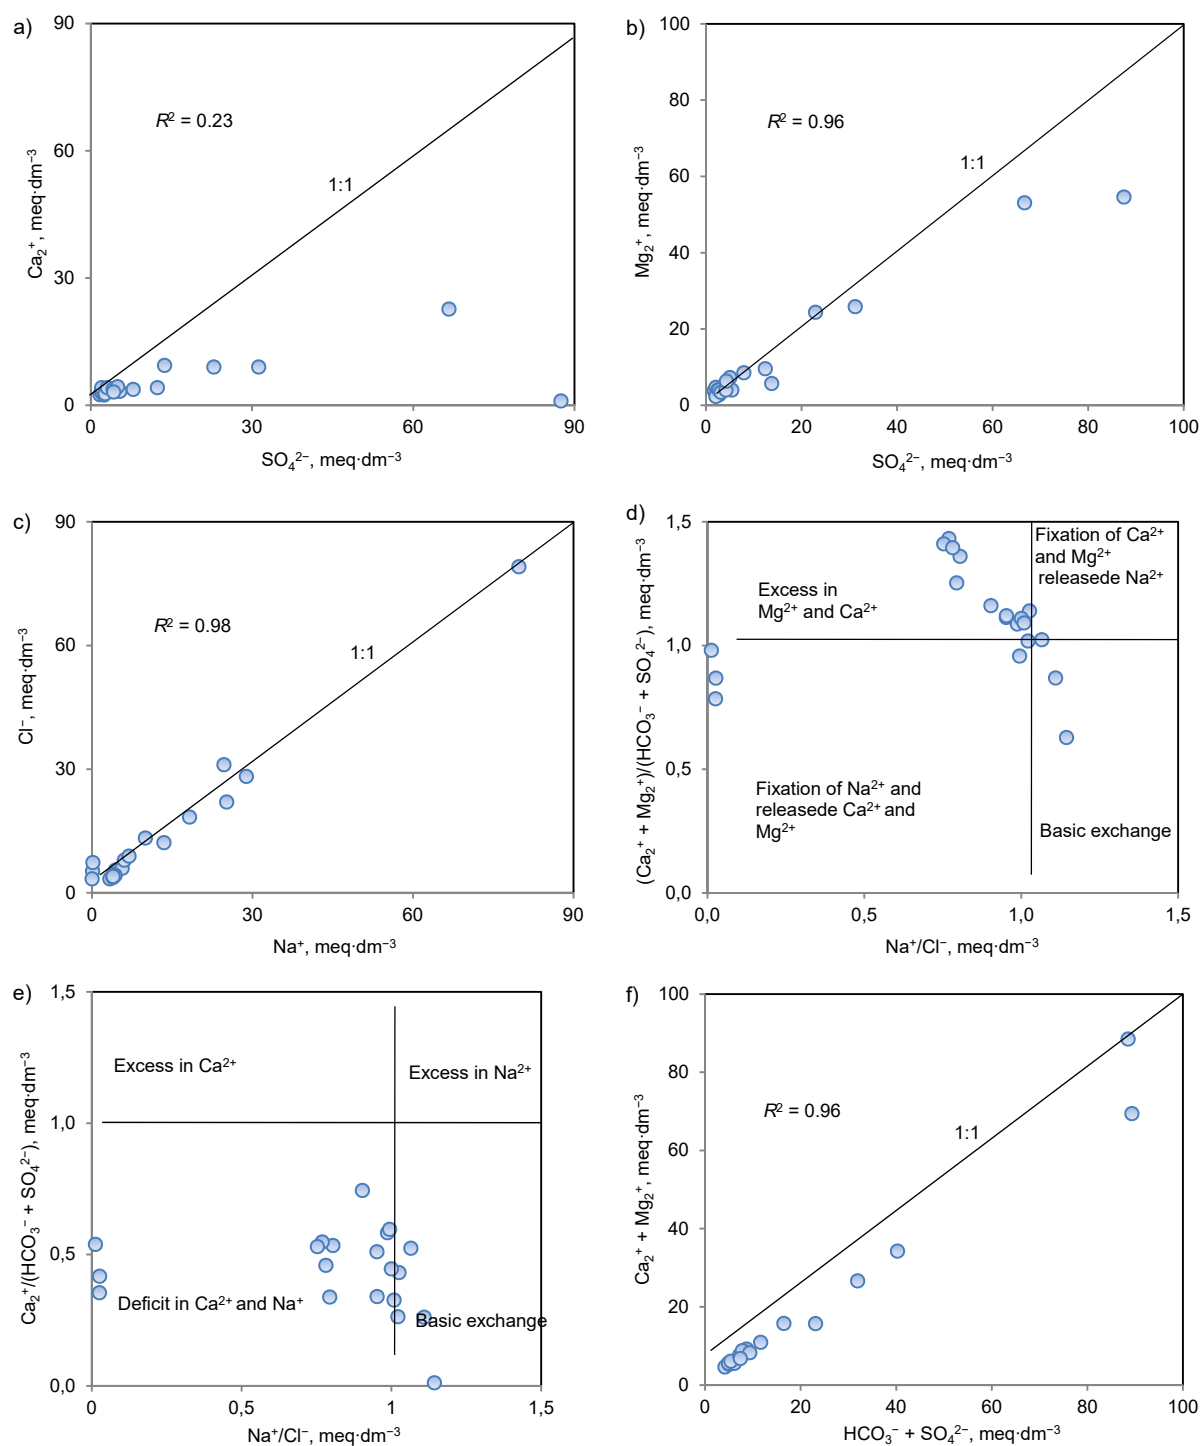 a)
90
60
30
0
0
30
60
90
Ca₂⁺, meq·dm⁻³
R² = 0.23
1:1
SO₄²⁻, meq·dm⁻³
b)
100
80
60
40
20
0
0
20
40
60
80
100
Mg₂⁺, meq·dm⁻³
R² = 0.96
1:1
SO₄²⁻, meq·dm⁻³
c)
90
60
30
0
0
30
60
90
Cl⁻, meq·dm⁻³
R² = 0.98
1:1
Na⁺, meq·dm⁻³
d)
1,5
1,0
0,5
0,0
0,0
0,5
1,0
1,5
(Ca₂⁺ + Mg₂⁺)/(HCO₃⁻ + SO₄²⁻), meq·dm⁻³
Excess in
Mg²⁺ and Ca²⁺
Fixation of Ca²⁺
and Mg²⁺
releasede Na²⁺
Fixation of Na²⁺ and
releasede Ca²⁺ and
Mg²⁺
Basic exchange
Na⁺/Cl⁻, meq·dm⁻³
e)
1,5
1,0
0,5
0,0
0
0,5
1
1,5
Ca₂⁺/(HCO₃⁻ + SO₄²⁻), meq·dm⁻³
Excess in Ca²⁺
Excess in Na²⁺
Deficit in Ca²⁺ and Na⁺
Basic exchange
Na⁺/Cl⁻, meq·dm⁻³
f)
100
80
60
40
20
0
0
20
40
60
80
100
Ca₂⁺ + Mg₂⁺, meq·dm⁻³
R² = 0.96
1:1
HCO₃⁻ + SO₄²⁻, meq·dm⁻³